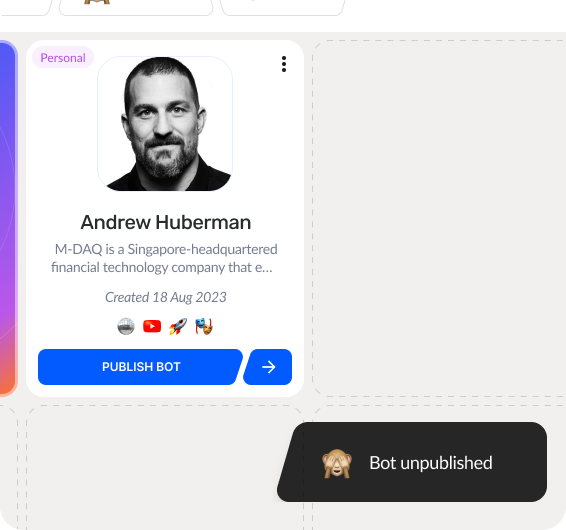 Personal
Andrew Huberman
M-DAQ is a Singapore-headquartered
financial technology company that e...
Created 18 Aug 2023
PUBLISH BOT
Bot unpublished